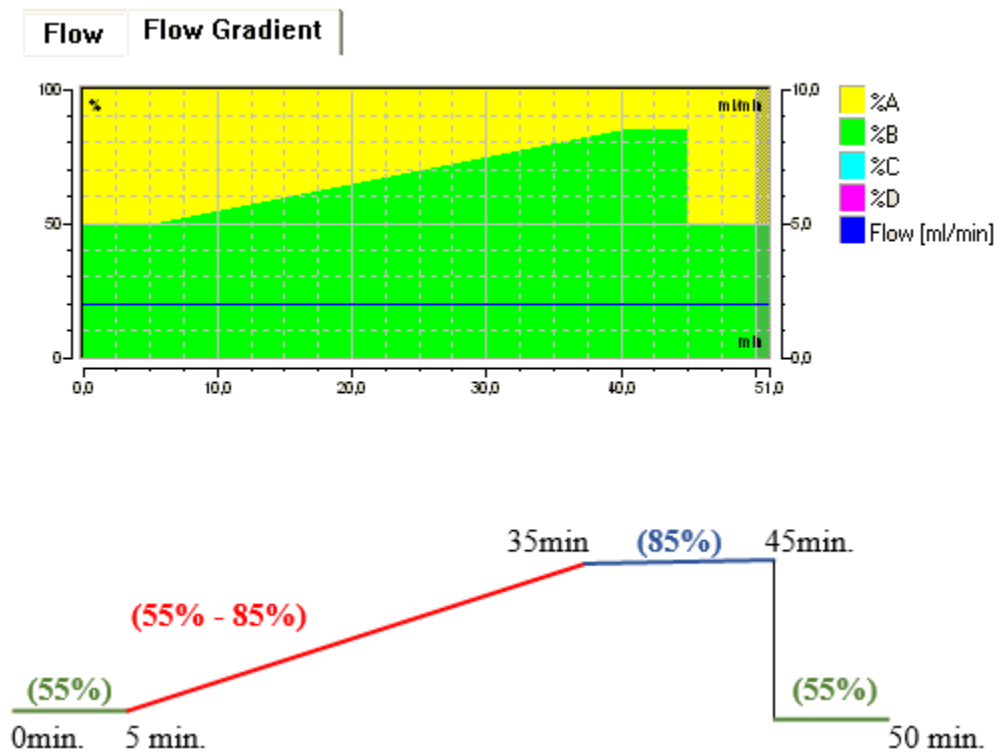 Flow Flow Gradient
100 % ml/min 10,0
50 5,0
0 min 0,0
0,0 10,0 20,0 30,0 40,0 51,0
%A
%B
%C
%D
Flow [ml/min]
35min (85%) 45min.
(55% - 85%)
(55%) (55%)
0min. 5 min. 50 min.